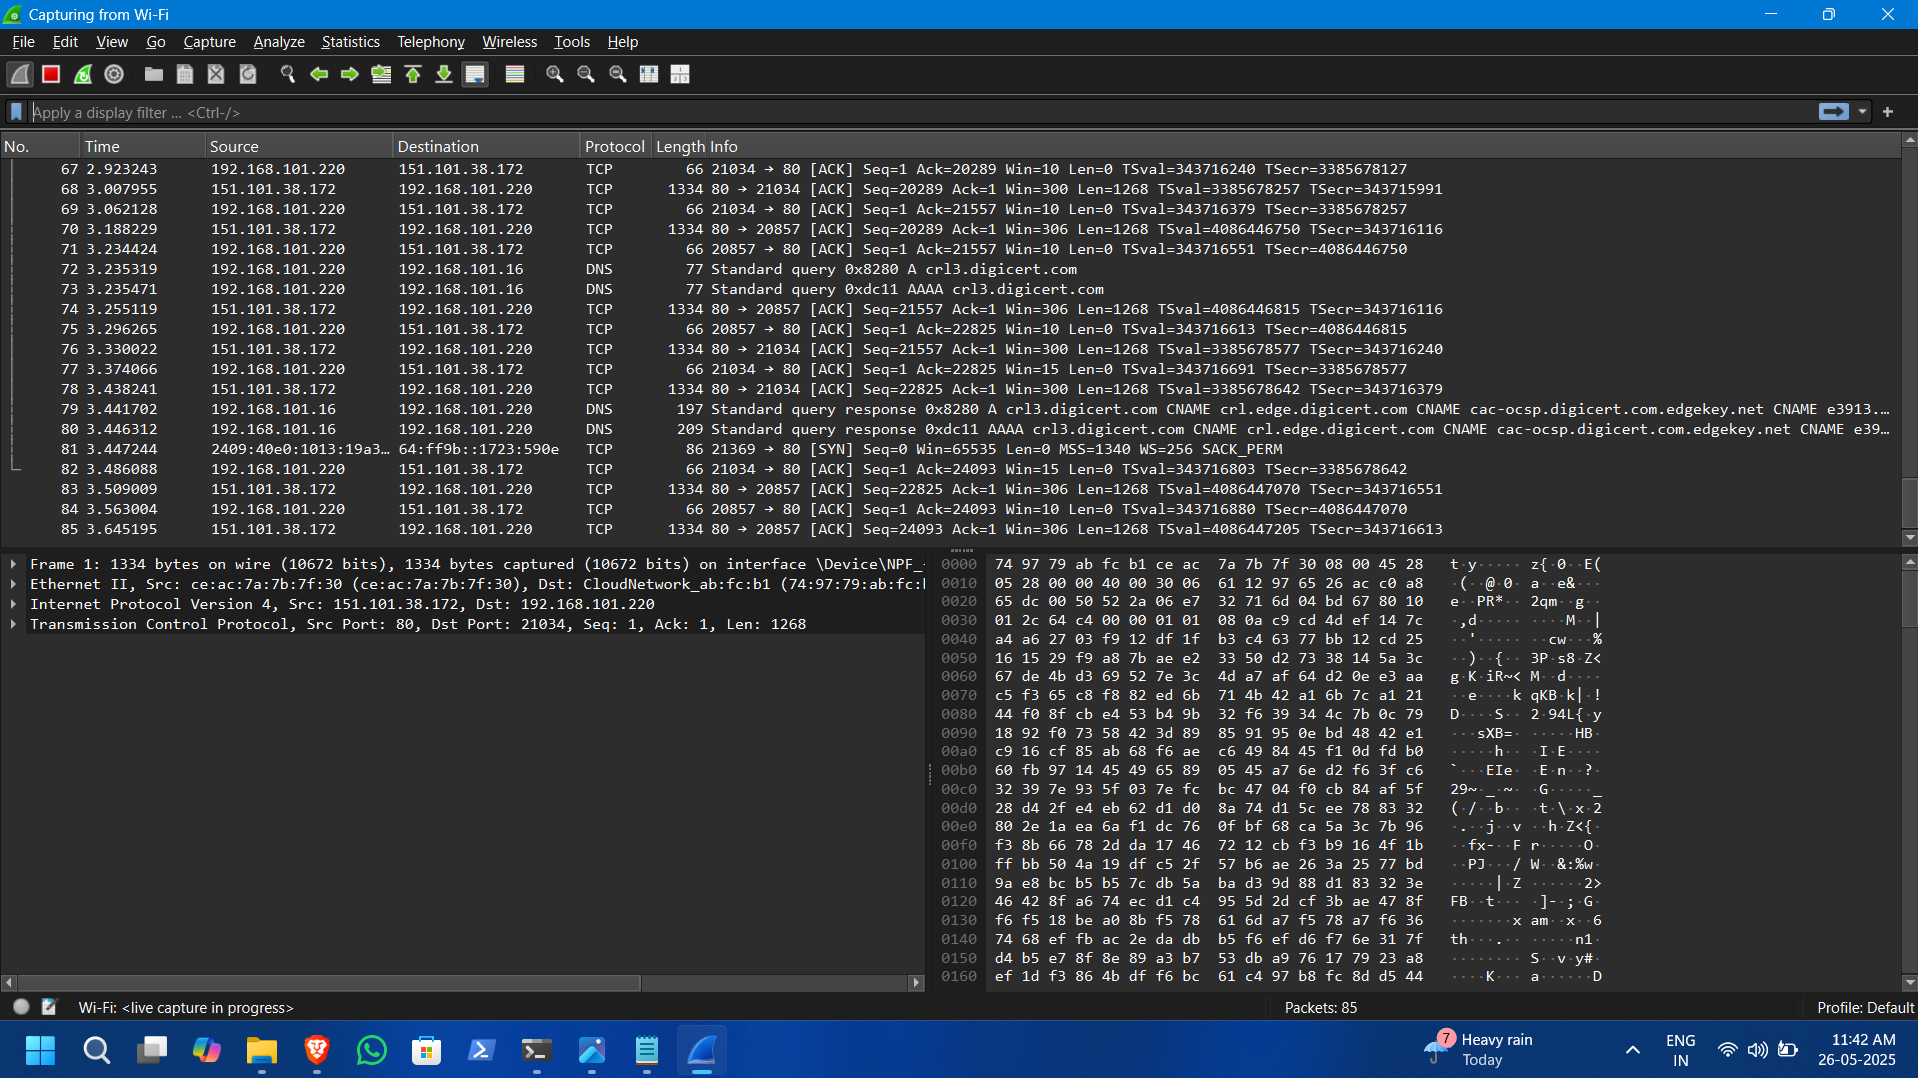 Capturing from Wi-Fi
File Edit View Go Capture Analyze Statistics Telephony Wireless Tools Help
Apply a display filter ... <Ctrl-/>
No. Time Source Destination Protocol Length Info
67 2.923243 192.168.101.220 151.101.38.172 TCP 66 21034 → 80 [ACK] Seq=1 Ack=20289 Win=10 Len=0 TSval=343716240 TSecr=3385678127
68 3.007955 151.101.38.172 192.168.101.220 TCP 1334 80 → 21034 [ACK] Seq=20289 Ack=1 Win=300 Len=1268 TSval=3385678257 TSecr=343715991
69 3.062128 192.168.101.220 151.101.38.172 TCP 66 21034 → 80 [ACK] Seq=1 Ack=21557 Win=10 Len=0 TSval=343716379 TSecr=3385678257
70 3.188229 151.101.38.172 192.168.101.220 TCP 1334 80 → 20857 [ACK] Seq=20289 Ack=1 Win=306 Len=1268 TSval=4086446750 TSecr=343716116
71 3.234424 192.168.101.220 151.101.38.172 TCP 66 20857 → 80 [ACK] Seq=1 Ack=21557 Win=10 Len=0 TSval=343716551 TSecr=4086446750
72 3.235319 192.168.101.220 192.168.101.16 DNS 77 Standard query 0x8280 A crl3.digicert.com
73 3.235471 192.168.101.220 192.168.101.16 DNS 77 Standard query 0xdc11 AAAA crl3.digicert.com
74 3.255119 151.101.38.172 192.168.101.220 TCP 1334 80 → 20857 [ACK] Seq=21557 Ack=1 Win=306 Len=1268 TSval=4086446815 TSecr=343716116
75 3.296265 192.168.101.220 151.101.38.172 TCP 66 20857 → 80 [ACK] Seq=1 Ack=22825 Win=10 Len=0 TSval=343716613 TSecr=4086446815
76 3.330022 151.101.38.172 192.168.101.220 TCP 1334 80 → 21034 [ACK] Seq=21557 Ack=1 Win=300 Len=1268 TSval=3385678577 TSecr=343716240
77 3.374066 192.168.101.220 151.101.38.172 TCP 66 21034 → 80 [ACK] Seq=1 Ack=22825 Win=15 Len=0 TSval=343716691 TSecr=3385678577
78 3.438241 151.101.38.172 192.168.101.220 TCP 1334 80 → 21034 [ACK] Seq=22825 Ack=1 Win=300 Len=1268 TSval=3385678642 TSecr=343716379
79 3.441702 192.168.101.16 192.168.101.220 DNS 197 Standard query response 0x8280 A crl3.digicert.com CNAME crl.edge.digicert.com CNAME cac-ocsp.digicert.com.edgekey.net CNAME e3913....
80 3.446312 192.168.101.16 192.168.101.220 DNS 209 Standard query response 0xdc11 AAAA crl3.digicert.com CNAME crl.edge.digicert.com CNAME cac-ocsp.digicert.com.edgekey.net CNAME e39...
81 3.447244 2409:40e0:1013:19a3... 64:ff9b::1723:590e TCP 86 21369 → 80 [SYN] Seq=0 Win=65535 Len=0 MSS=1340 WS=256 SACK_PERM
82 3.486088 192.168.101.220 151.101.38.172 TCP 66 21034 → 80 [ACK] Seq=1 Ack=24093 Win=15 Len=0 TSval=343716803 TSecr=3385678642
83 3.509009 151.101.38.172 192.168.101.220 TCP 1334 80 → 20857 [ACK] Seq=22825 Ack=1 Win=306 Len=1268 TSval=4086447070 TSecr=343716551
84 3.563004 192.168.101.220 151.101.38.172 TCP 66 20857 → 80 [ACK] Seq=1 Ack=24093 Win=10 Len=0 TSval=343716880 TSecr=4086447070
85 3.645195 151.101.38.172 192.168.101.220 TCP 1334 80 → 20857 [ACK] Seq=24093 Ack=1 Win=306 Len=1268 TSval=4086447205 TSecr=343716613
Frame 1: 1334 bytes on wire (10672 bits), 1334 bytes captured (10672 bits) on interface \Device\NPF_
Ethernet II, Src: ce:ac:7a:7b:7f:30 (ce:ac:7a:7b:7f:30), Dst: CloudNetwork_ab:fc:b1 (74:97:79:ab:fc:
Internet Protocol Version 4, Src: 151.101.38.172, Dst: 192.168.101.220
Transmission Control Protocol, Src Port: 80, Dst Port: 21034, Seq: 1, Ack: 1, Len: 1268
0000 74 97 79 ab fc b1 ce ac 7a 7b 7f 30 08 00 45 28 t·y·····z{·0··E(
0010 05 28 00 00 40 00 30 06 61 12 97 65 26 ac c0 a8 ·(··@·0·a··e&···
0020 65 dc 00 50 52 2a 06 e7 32 71 6d 04 bd 67 80 10 e··PR*··2qm··g··
0030 01 2c 64 c4 00 00 01 01 08 0a c9 cd 4d ef 14 7c ·,d·········M··|
0040 a4 a6 27 03 f9 12 df 1f b3 c4 63 77 bb 12 cd 25 ··'·······cw···%
0050 16 15 29 f9 a8 7b ae e2 33 50 d2 73 38 14 5a 3c ··)··{··3P·s8·Z<
0060 67 de 4b d3 69 52 7e 3c 4d a7 af 64 d2 0e e3 aa g·K·iR~<M··d····
0070 c5 f3 65 c8 f8 82 ed 6b 71 4b 42 a1 6b 7c a1 21 ··e····kqKB·k|·!
0080 44 f0 8f cb e4 53 b4 9b 32 f6 39 34 4c 7b 0c 79 D····S··2·94L{·y
0090 18 92 f0 73 58 42 3d 89 85 91 95 0e bd 48 42 e1 ···sXB=······HB·
00a0 c9 16 cf 85 ab 68 f6 ae c6 49 84 45 f1 0d fd b0 ·····h···I·E····
00b0 60 fb 97 14 45 49 65 89 05 45 a7 6e d2 f6 3f c6 `···EIe··E·n··?·
00c0 32 39 7e 93 5f 03 7e fc bc 47 04 f0 cb 84 af 5f 29~·_·~··G·····_
00d0 28 d4 2f e4 eb 62 d1 d0 8a 74 d1 5c ee 78 83 32 (·/··b···t·\·x·2
00e0 80 2e 1a ea 6a f1 dc 76 0f bf 68 ca 5a 3c 7b 96 ·.··j··v··h·Z<{·
00f0 f3 8b 66 78 2d da 17 46 72 12 cb f3 b9 16 4f 1b ··fx-··Fr·····O·
0100 ff bb 50 4a 19 df c5 2f 57 b6 ae 26 3a 25 77 bd ··PJ···/W··&:%w·
0110 9a e8 bc b5 b5 7c db 5a ba d3 9d 88 d1 83 32 3e ·····|·Z······2>
0120 46 42 8f a6 74 ec d1 c4 95 5d 2d cf 3b ae 47 8f FB··t····]-·;·G·
0130 f6 f5 18 be a0 8b f5 78 61 6d a7 f5 78 a7 f6 36 ·······xam··x··6
0140 74 68 ef fb ac 2e da db b5 f6 ef d6 f7 6e 31 7f th···.·······n1·
0150 d4 b5 e7 8f 8e 89 a3 b7 53 db a9 76 17 79 23 a8 ········S··v·y#·
0160 ef 1d f3 86 4b df f6 bc 61 c4 97 b8 fc 8d d5 44 ····K···a······D
Wi-Fi: <live capture in progress> Packets: 85 Profile: Default
7 Heavy rain
Today
ENG
IN
11:42 AM
26-05-2025